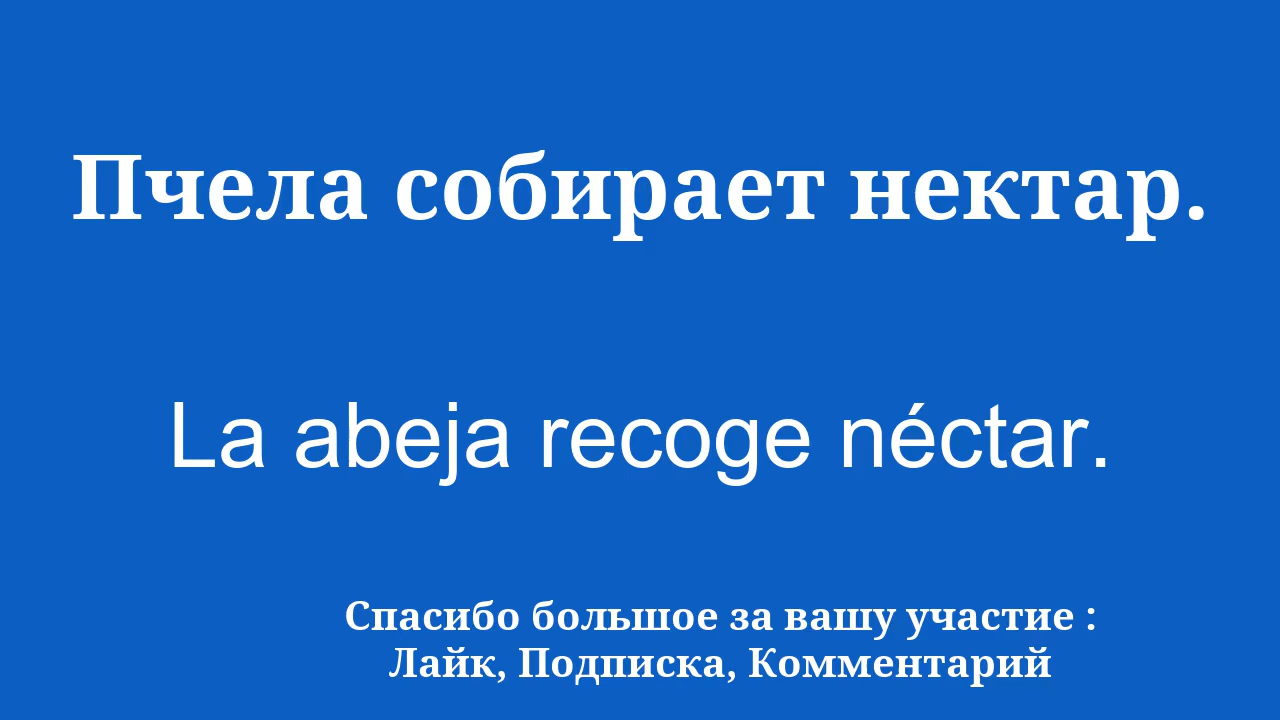 Пчела собирает нектар.
La abeja recoge néctar.
Спасибо большое за вашу участие :
Лайк, Подписка, Комментарий